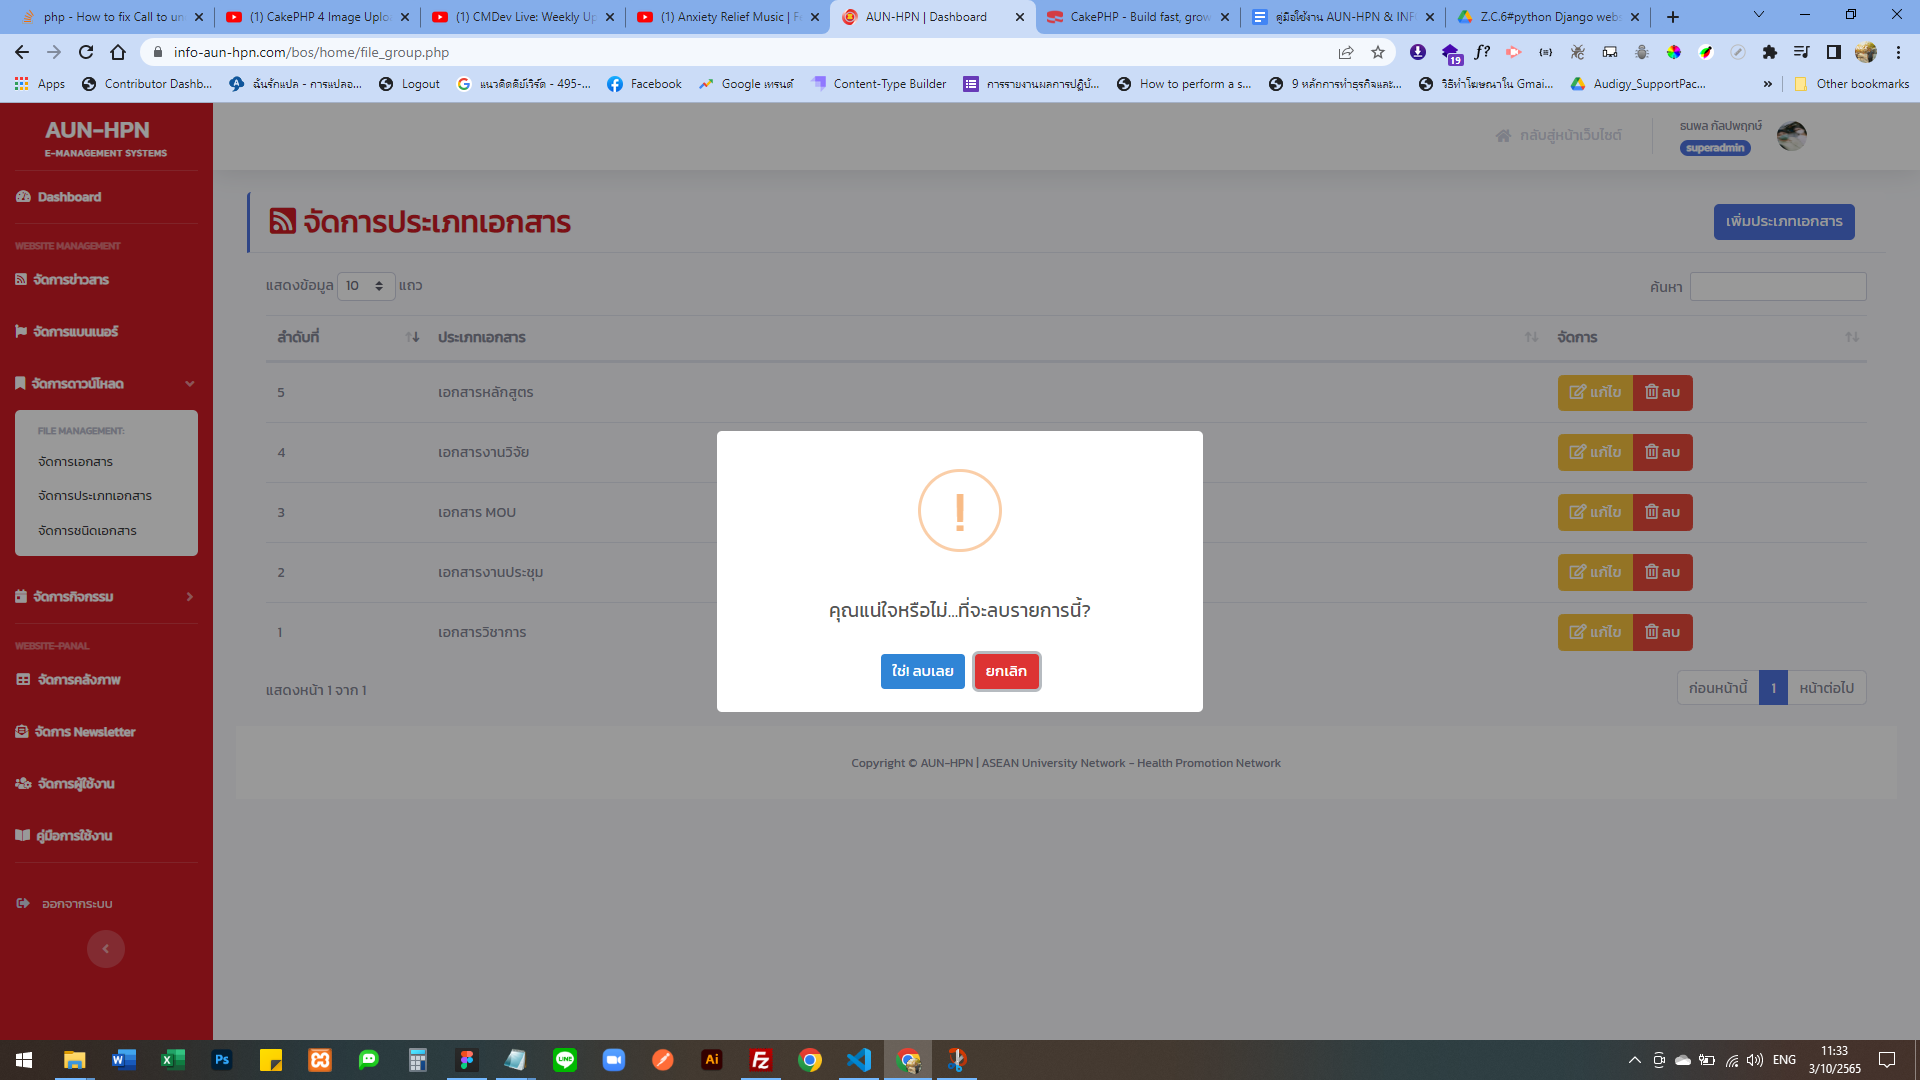 php - How to fix Call to un
(1) CakePHP 4 Image Uplo
(1) CMDev Live: Weekly Up
(1) Anxiety Relief Music | F
AUN-HPN | Dashboard
CakePHP - Build fast, grow
คู่มือใช้งาน AUN-HPN & INF
Z.C.6#python Django web
info-aun-hpn.com/bos/home/file_group.php
19
f?
Apps
Contributor Dashb...
ฉันรักแปล - การแปลอ...
Logout
แนวคิดคีย์เวิร์ด - 495-...
Facebook
Google เทรนด์
Content-Type Builder
การรายงานผลการปฏิบั...
How to perform a s...
9 หลักการทำธุรกิจและ...
วิธีทำโฆษณาใน Gmai...
Audigy_SupportPac...
»
Other bookmarks
AUN-HPN
E-MANAGEMENT SYSTEMS
กลับสู่หน้าเว็บไซต์
ธนพล กัลปพฤกษ์
superadmin
Dashboard
WEBSITE MANAGEMENT
จัดการข่าวสาร
จัดการแบนเนอร์
จัดการดาวน์โหลด
FILE MANAGEMENT:
จัดการเอกสาร
จัดการประเภทเอกสาร
จัดการชนิดเอกสาร
จัดการกิจกรรม
WEBSITE-PANAL
จัดการคลังภาพ
จัดการ Newsletter
จัดการผู้ใช้งาน
คู่มือการใช้งาน
ออกจากระบบ
จัดการประเภทเอกสาร
เพิ่มประเภทเอกสาร
แสดงข้อมูล 10 แถว
ค้นหา
ลำดับที่ ประเภทเอกสาร จัดการ
5 เอกสารหลักสูตร แก้ไข ลบ
4 เอกสารงานวิจัย แก้ไข ลบ
3 เอกสาร MOU แก้ไข ลบ
2 เอกสารงานประชุม แก้ไข ลบ
1 เอกสารวิชาการ แก้ไข ลบ
แสดงหน้า 1 จาก 1
ก่อนหน้านี้ 1 หน้าต่อไป
!
คุณแน่ใจหรือไม่...ที่จะลบรายการนี้?
ใช่! ลบเลย
ยกเลิก
Copyright © AUN-HPN | ASEAN University Network - Health Promotion Network
Ps
LINE
Ai
Fz
ENG
11:33
3/10/2565